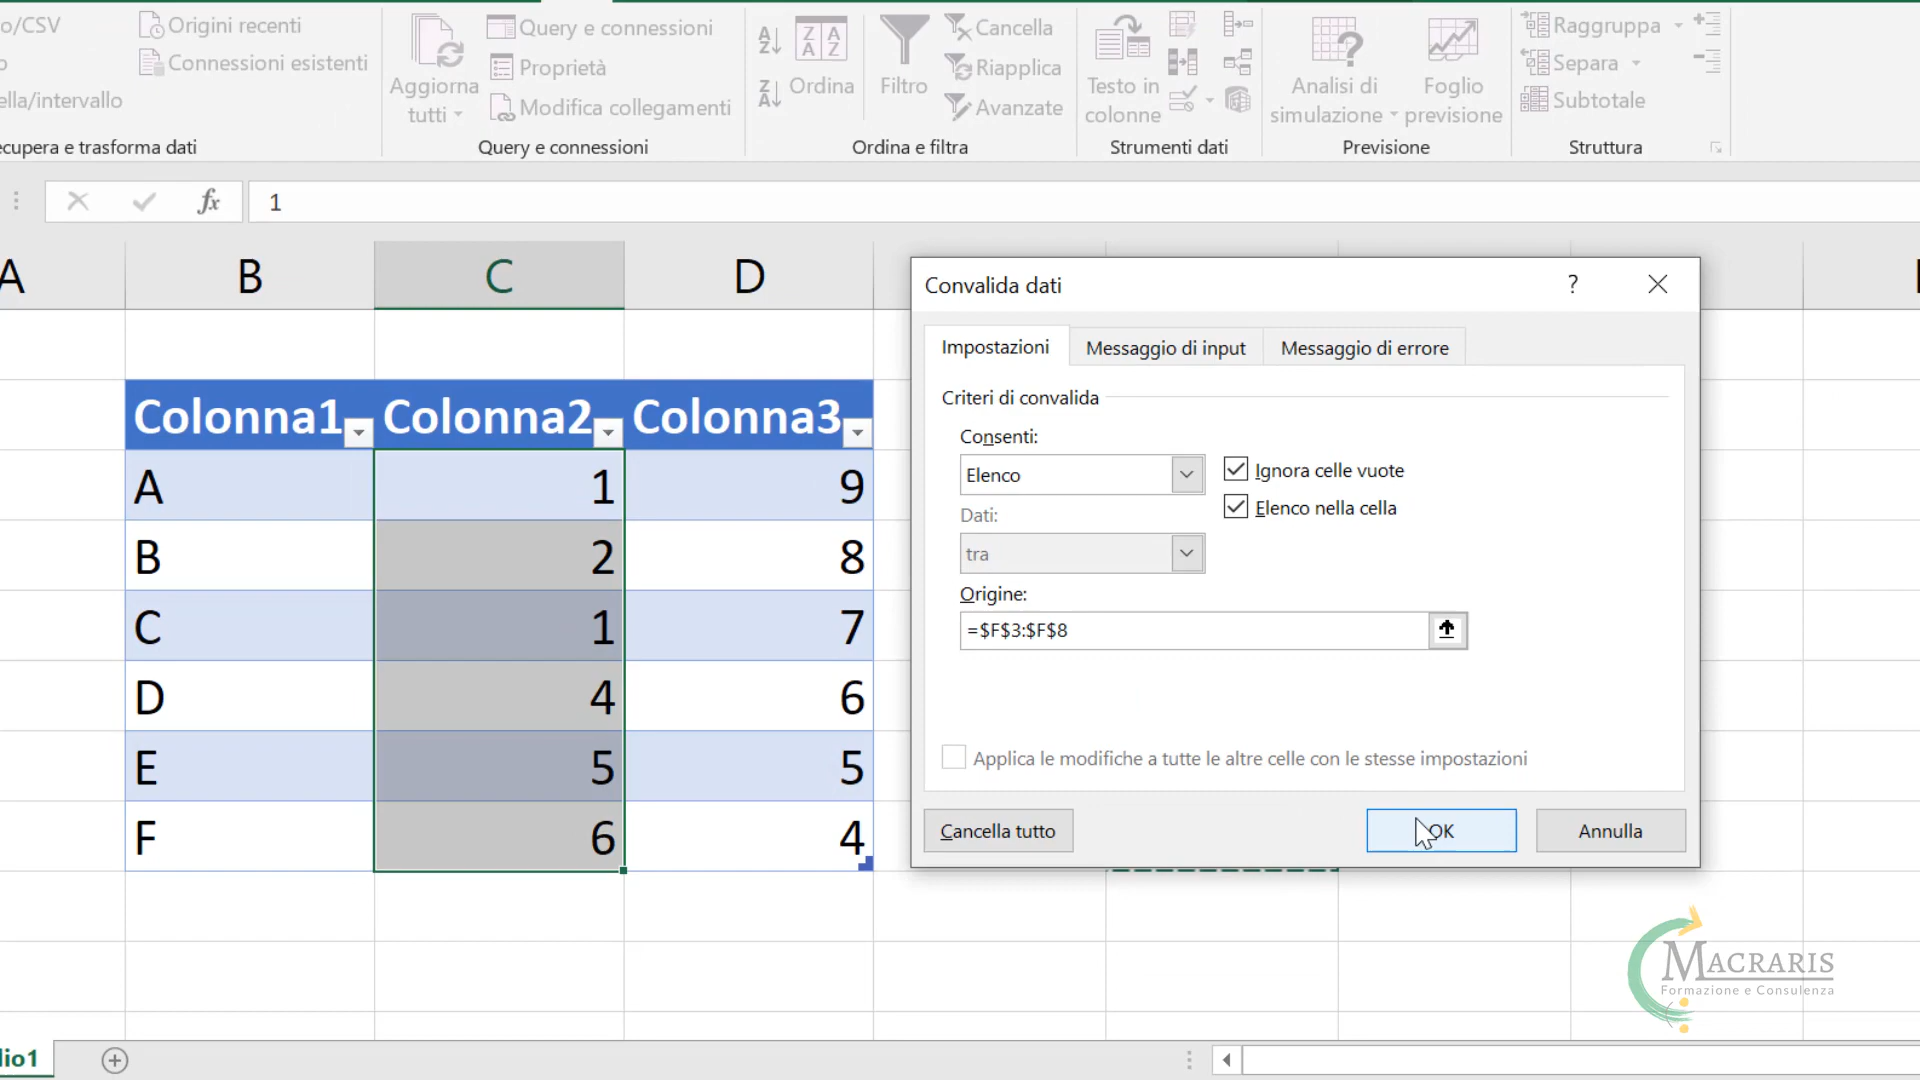 o/CSV
Origini recenti
Connessioni esistenti
ella/intervallo
ecupera e trasforma dati
Aggiorna
tutti
Query e connessioni
Proprietà
Modifica collegamenti
Query e connessioni
A
Z
Z
A
Z A
A Z
Ordina
Filtro
Cancella
Riapplica
Avanzate
Ordina e filtra
Testo in
colonne
Strumenti dati
Analisi di
simulazione
Foglio
previsione
Previsione
Raggruppa
Separa
Subtotale
Struttura
fx
1
A B C D
Colonna1 Colonna2 Colonna3
A 1 9
B 2 8
C 1 7
D 4 6
E 5 5
F 6 4
Convalida dati
?
Impostazioni
Messaggio di input
Messaggio di errore
Criteri di convalida
Consenti:
Elenco
Ignora celle vuote
Elenco nella cella
Dati:
tra
Origine:
=$F$3:$F$8
Applica le modifiche a tutte le altre celle con le stesse impostazioni
Cancella tutto
OK
Annulla
MACRARIS
Formazione e Consulenza
lio1